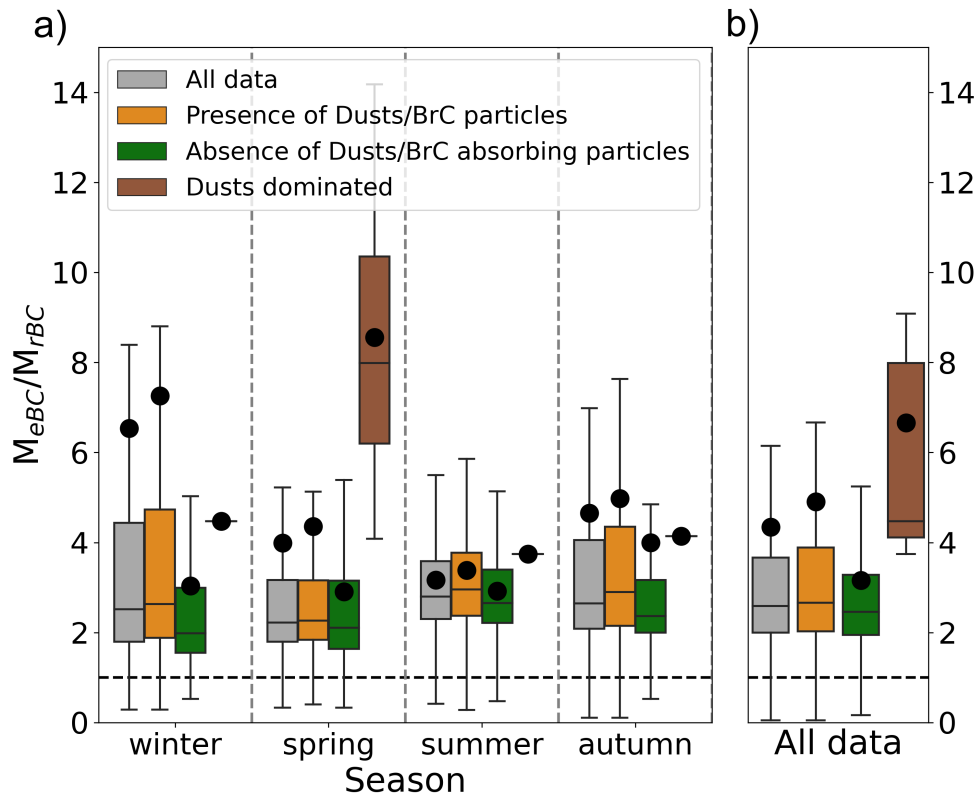 a)
b)
All data
Presence of Dusts/BrC particles
Absence of Dusts/BrC absorbing particles
Dusts dominated
M_{eBC}/M_{rBC}
14
12
10
8
6
4
2
0
winter spring summer autumn
Season
14
12
10
8
6
4
2
0
All data